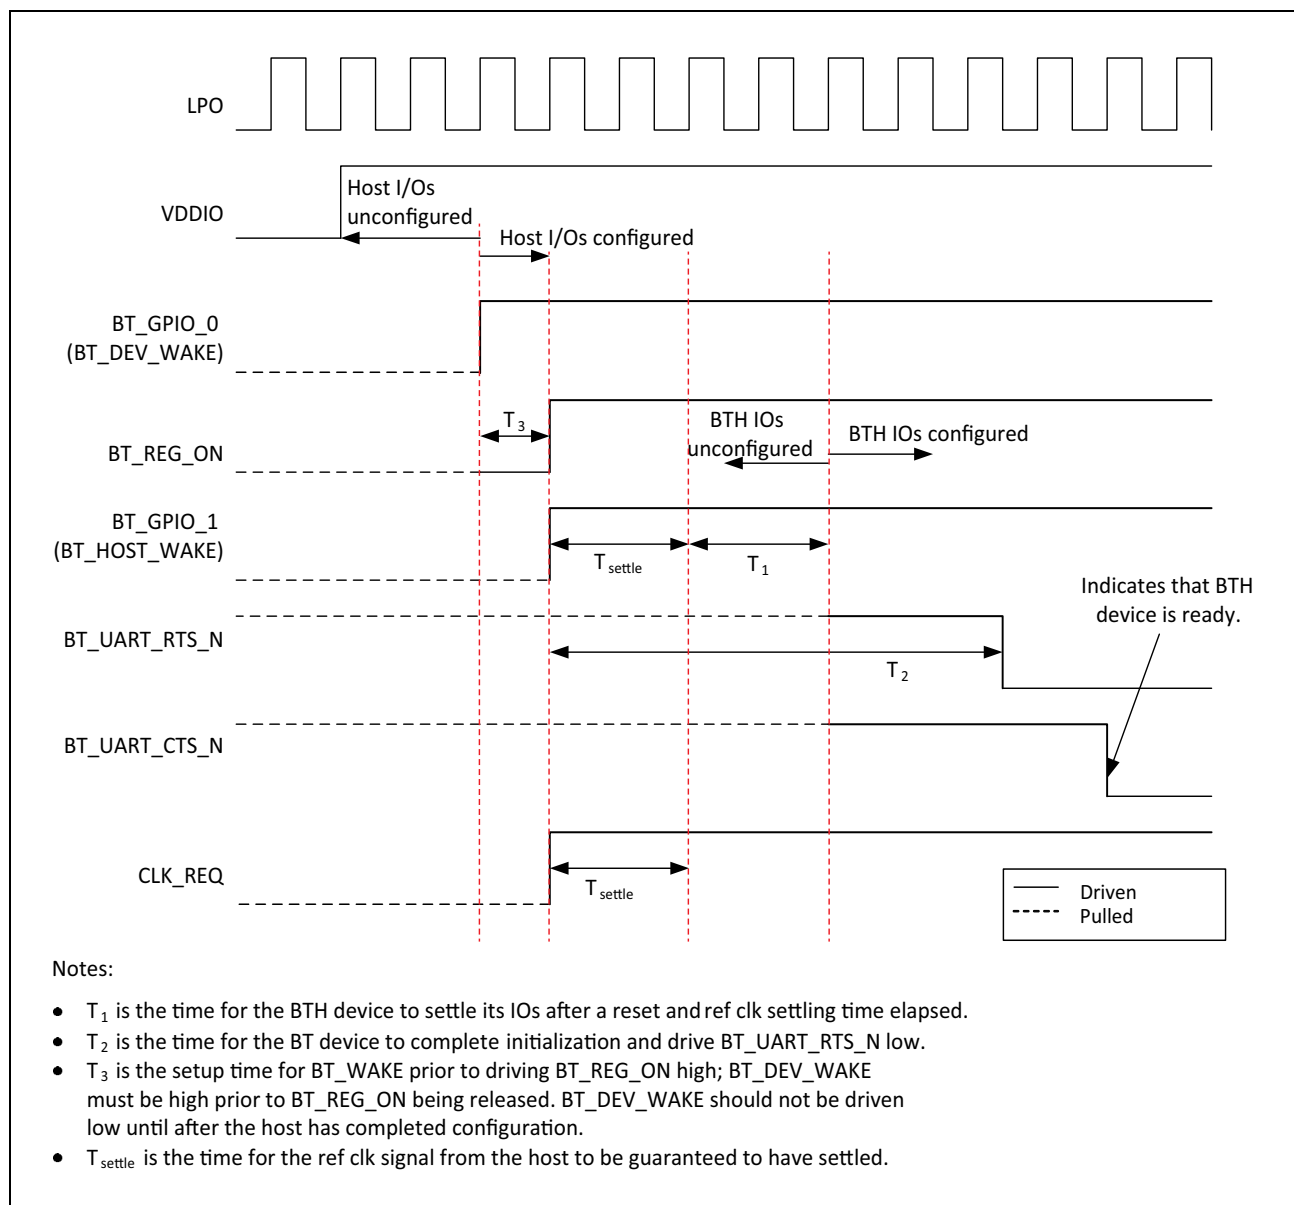 LPO
VDDIO
Host I/Os
unconfigured
Host I/Os configured
BT_GPIO_0
(BT_DEV_WAKE)
BT_REG_ON
T3
BTH IOs
unconfigured
BTH IOs configured
BT_GPIO_1
(BT_HOST_WAKE)
Tsettle
T1
Indicates that BTH
device is ready.
BT_UART_RTS_N
T2
BT_UART_CTS_N
CLK_REQ
Tsettle
Driven
Pulled
Notes:
• T1 is the time for the BTH device to settle its IOs after a reset and ref clk settling time elapsed.
• T2 is the time for the BT device to complete initialization and drive BT_UART_RTS_N low.
• T3 is the setup time for BT_WAKE prior to driving BT_REG_ON high; BT_DEV_WAKE
must be high prior to BT_REG_ON being released. BT_DEV_WAKE should not be driven
low until after the host has completed configuration.
• Tsettle is the time for the ref clk signal from the host to be guaranteed to have settled.